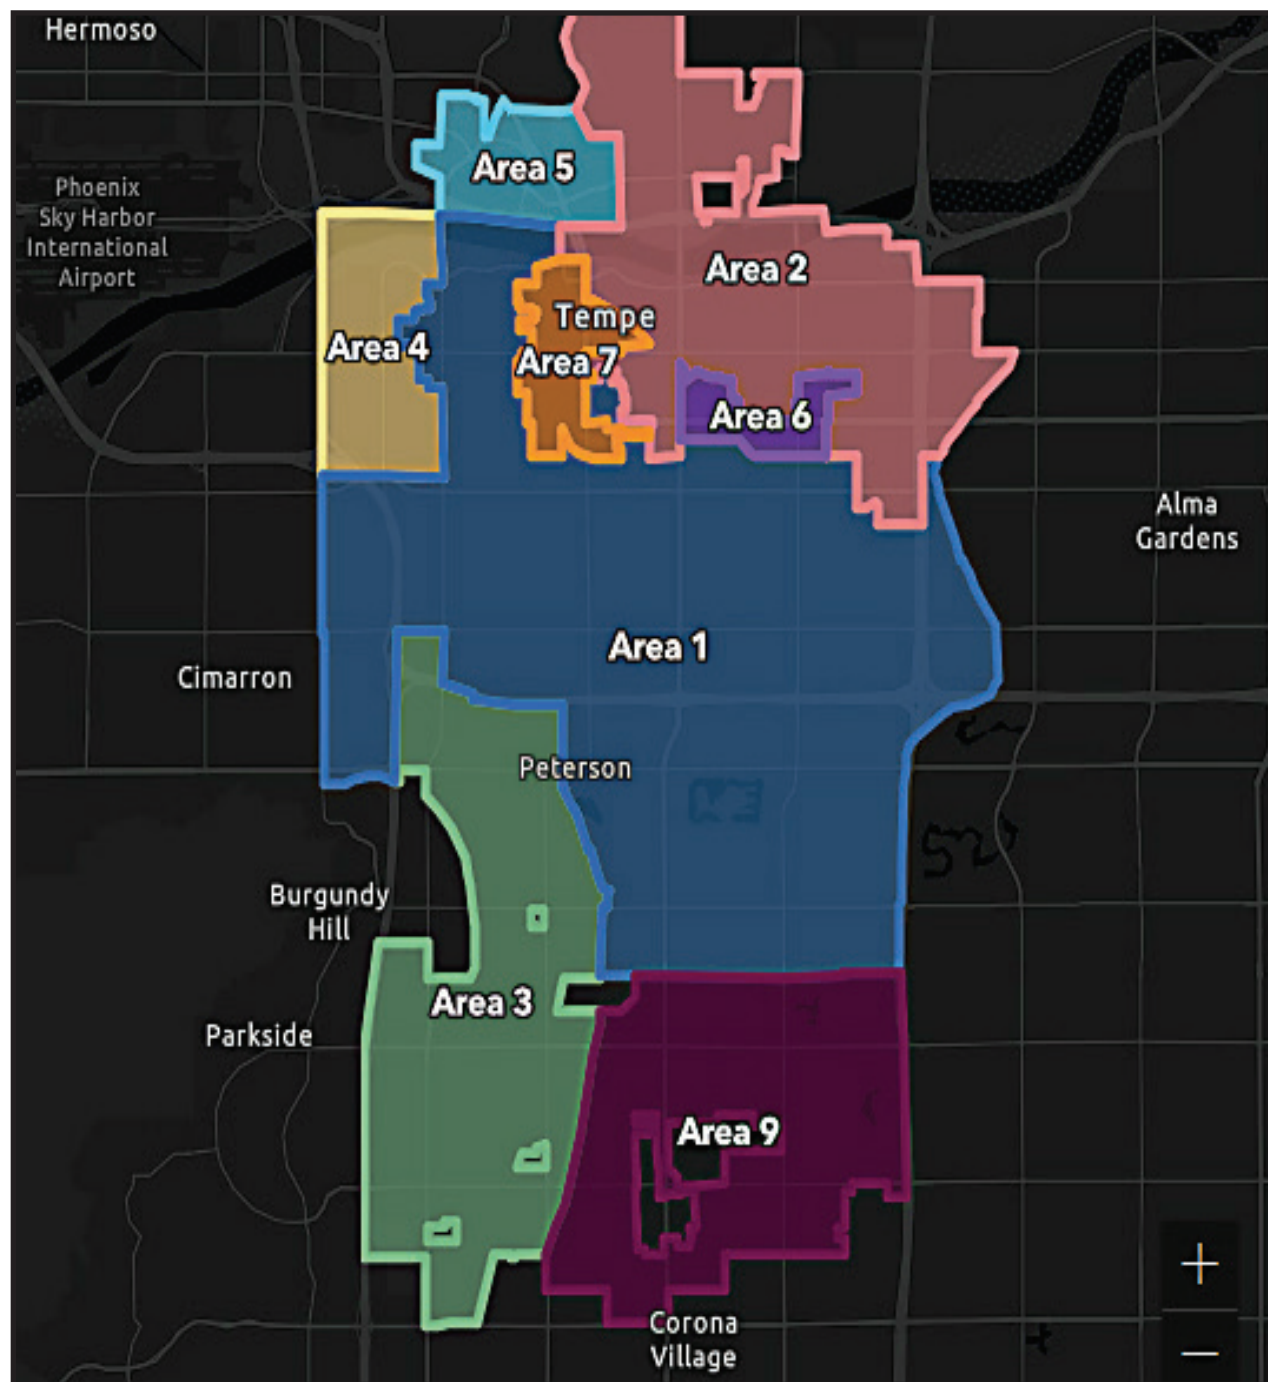 Hermoso
Area 5
Phoenix
Sky Harbor
International
Airport
Area 2
Tempe
Area 4
Area 7
Area 6
Alma
Gardens
Area 1
Cimarron
Peterson
Burgundy
Hill
Area 3
Parkside
Area 9
Corona
Village
+
−